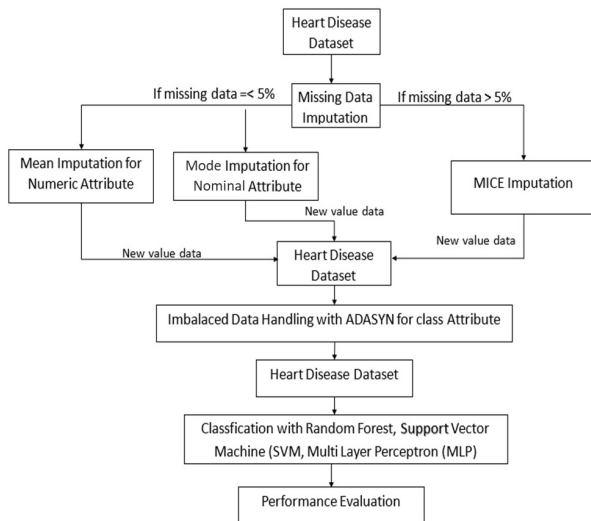 Heart Disease
Dataset
If missing data =< 5%
Missing Data
Imputation
If missing data > 5%
Mean Imputation for
Numeric Attribute
Mode Imputation for
Nominal Attribute
MICE Imputation
New value data
New value data
New value data
Heart Disease
Dataset
Imbalaced Data Handling with ADASYN for class Attribute
Heart Disease Dataset
Classfication with Random Forest, Support Vector
Machine (SVM, Multi Layer Perceptron (MLP)
Performance Evaluation